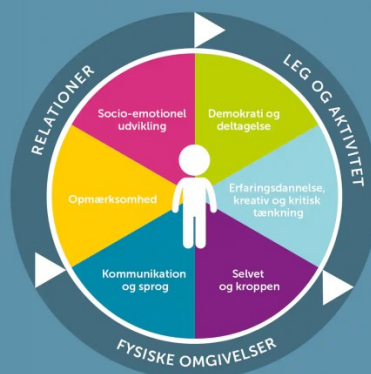 RELATIONER
LEG OG AKTIVITET
Socio-emotionel
udvikling
Demokrati og
deltagelse
Opmærksomhed
Erfaringsdannelse,
kreativ og kritisk
tænkning
Kommunikation
og sprog
Selvet
og kroppen
FYSISKE OMGIVELSER